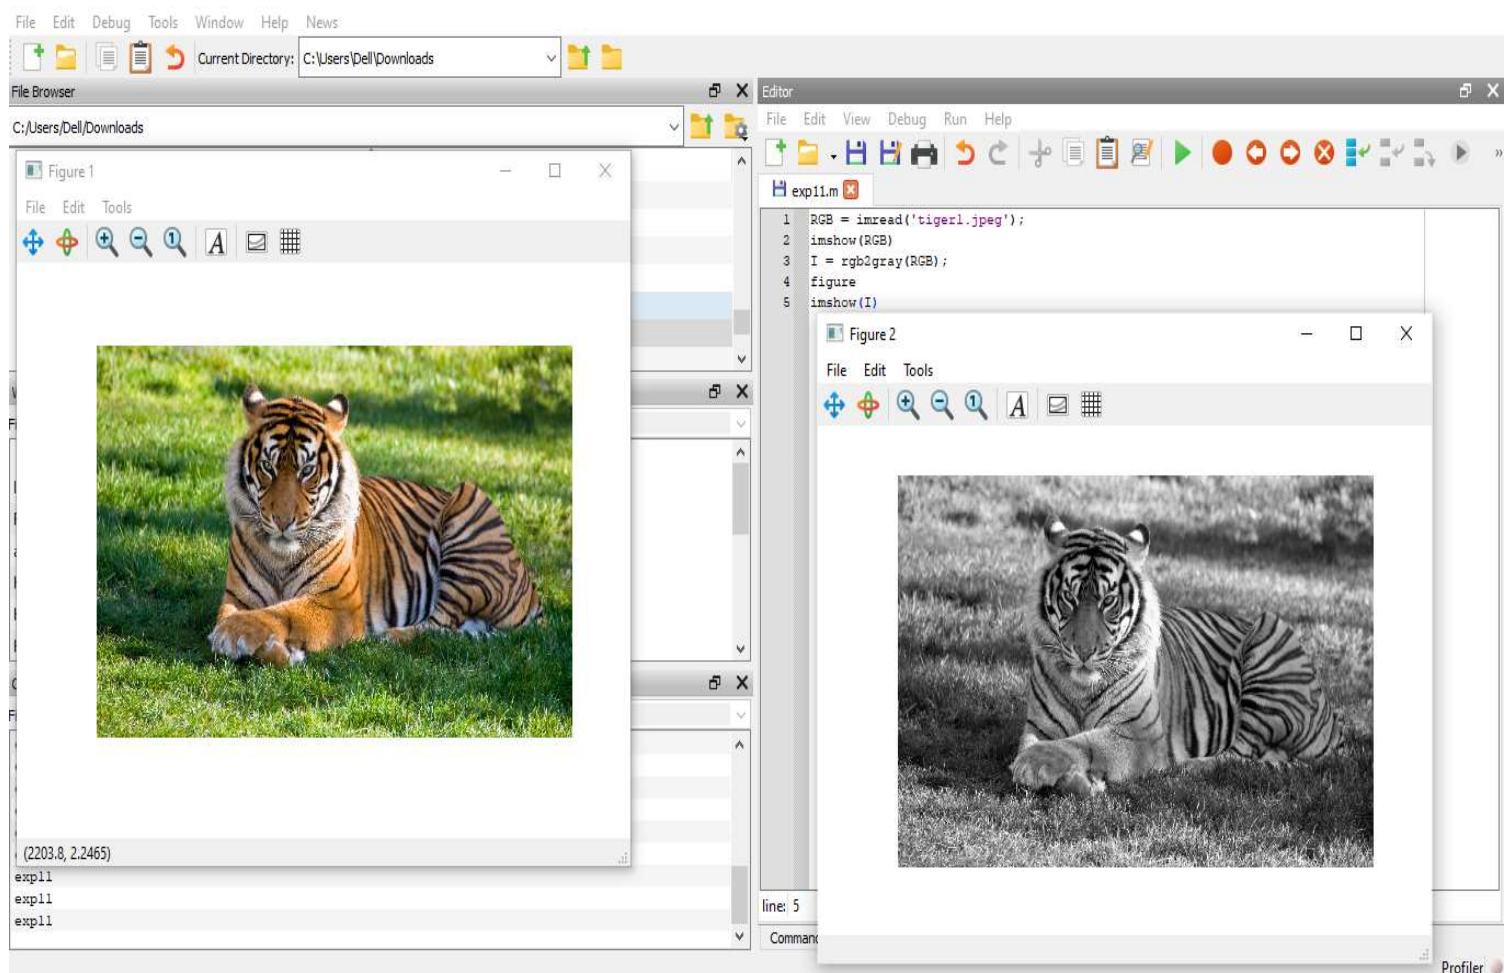 File Edit Debug Tools Window Help News
Current Directory: C:\Users\Dell\Downloads
File Browser
C:/Users/Dell/Downloads
Figure 1
File Edit Tools
A
(2203.8, 2.2465)
exp11
exp11
exp11
Editor
File Edit View Debug Run Help
exp11.m
1 RGB = imread('tiger1.jpeg');
2 imshow(RGB)
3 I = rgb2gray(RGB);
4 figure
5 imshow(I)
Figure 2
File Edit Tools
A
line: 5
Profiler